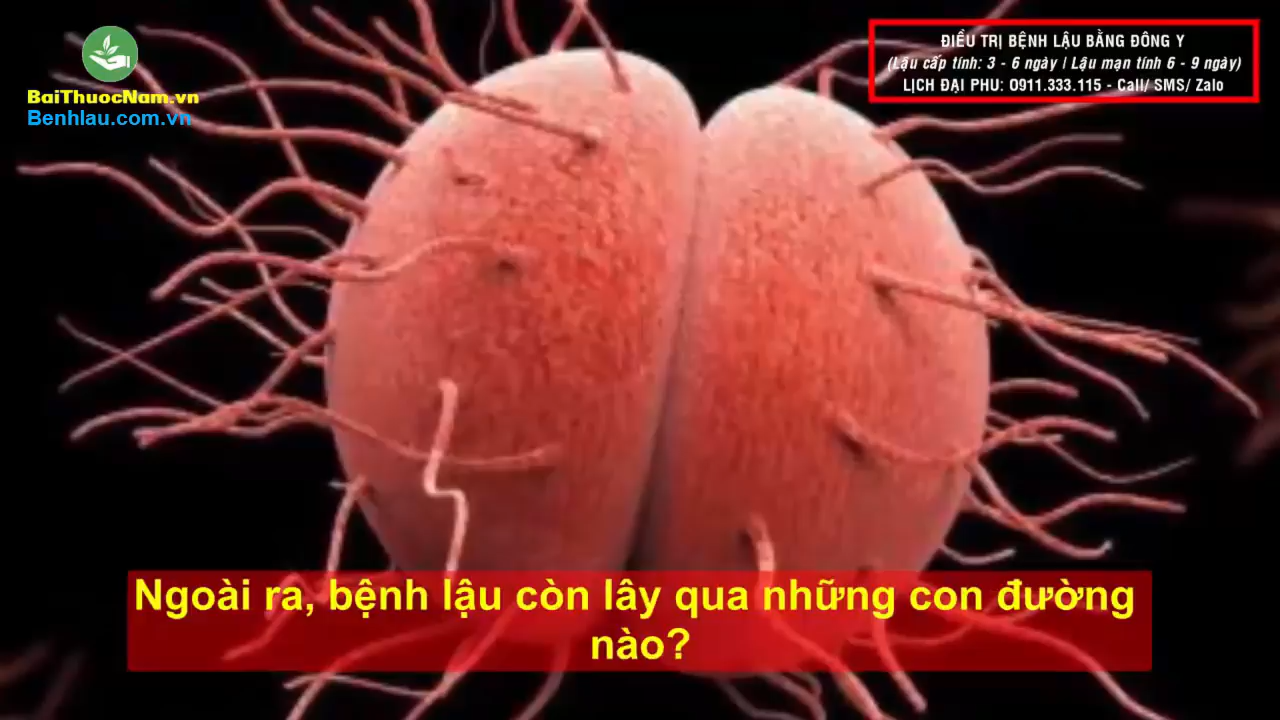 BaiThuocNam.vn
Benhlau.com.vn
ĐIỀU TRỊ BỆNH LẬU BẰNG ĐÔNG Y
(Lậu cấp tính: 3 - 6 ngày | Lậu mạn tính 6 - 9 ngày)
LỊCH ĐẠI PHU: 0911.333.115 - Call/ SMS/ Zalo
Ngoài ra, bệnh lậu còn lây qua những con đường
nào?